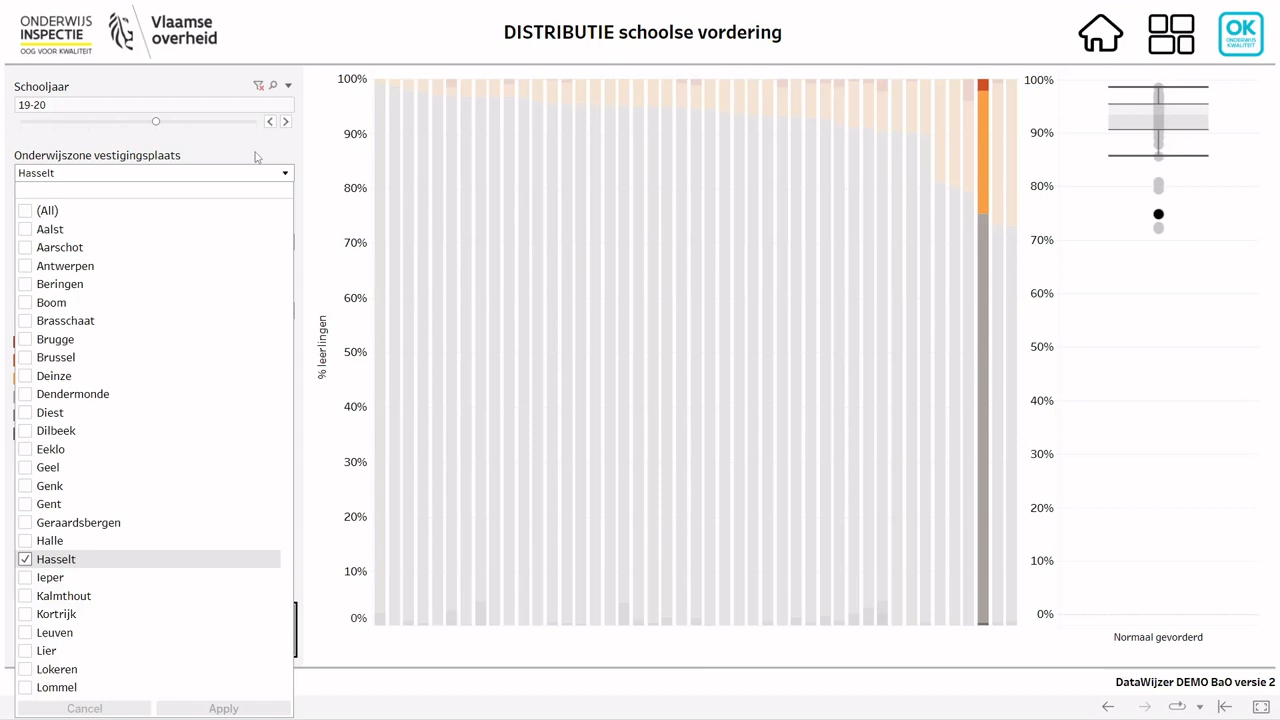 ONDERWIJS
INSPECTIE
OOG VOOR KWALITEIT
Vlaamse
overheid
DISTRIBUTIE schoolse vordering
OK
ONDERWIJS
KWALITEIT
Schooljaar
19-20
Onderwijszone vestigingsplaats
Hasselt
(All)
Aalst
Aarschot
Antwerpen
Beringen
Boom
Brasschaat
Brugge
Brussel
Deinze
Dendermonde
Diest
Dilbeek
Eeklo
Geel
Genk
Gent
Geraardsbergen
Halle
Hasselt
Ieper
Kalmthout
Kortrijk
Leuven
Lier
Lokeren
Lommel
Cancel Apply
% leerlingen
100%
90%
80%
70%
60%
50%
40%
30%
20%
10%
0%
100%
90%
80%
70%
60%
50%
40%
30%
20%
10%
0%
Normaal gevorderd
DataWijzer DEMO BaO versie 2